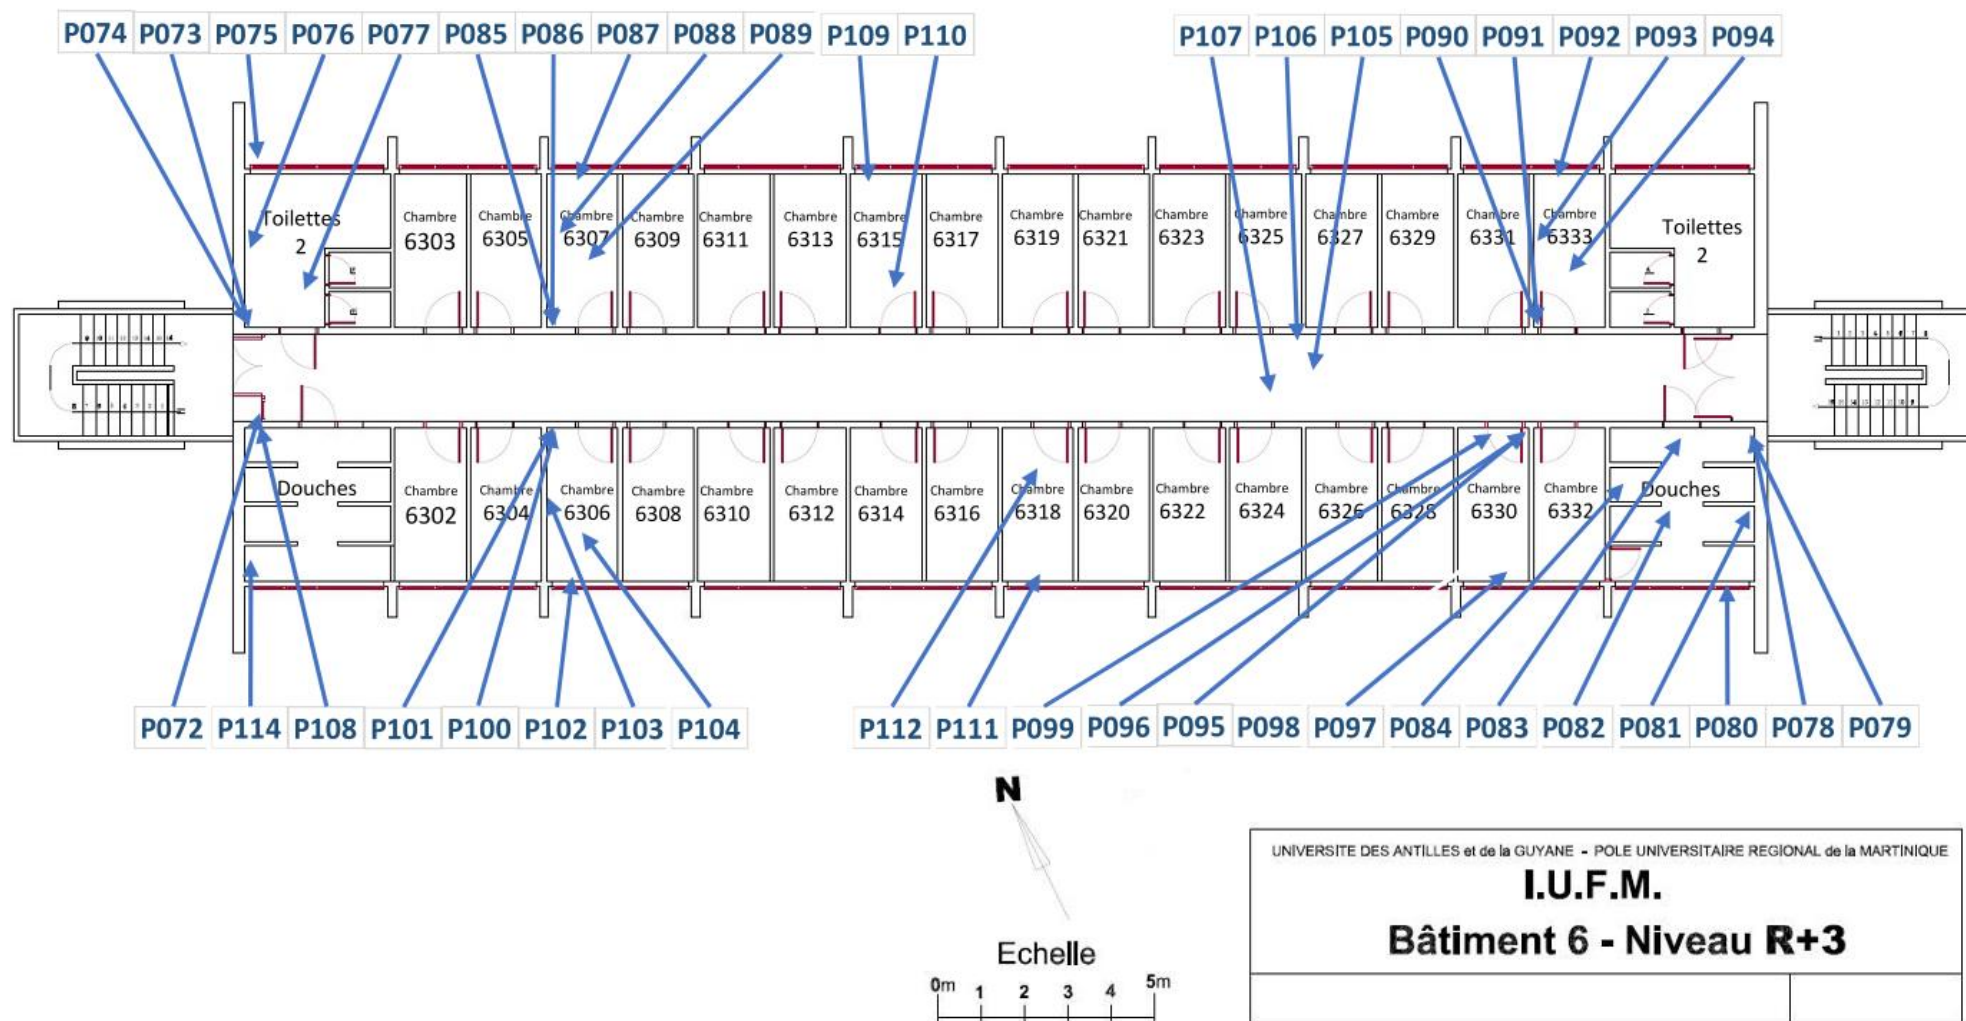 P074 P073 P075 P076 P077 P085 P086 P087 P088 P089 P109 P110 P107 P106 P105 P090 P091 P092 P093 P094
Toilettes
2
Chambre
6303
Chambre
6305
Chambre
6307
Chambre
6309
Chambre
6311
Chambre
6313
Chambre
6315
Chambre
6317
Chambre
6319
Chambre
6321
Chambre
6323
Chambre
6325
Chambre
6327
Chambre
6329
Chambre
6331
Chambre
6333
Toilettes
2
Douches
Chambre
6302
Chambre
6304
Chambre
6306
Chambre
6308
Chambre
6310
Chambre
6312
Chambre
6314
Chambre
6316
Chambre
6318
Chambre
6320
Chambre
6322
Chambre
6324
Chambre
6326
Chambre
6328
Chambre
6330
Chambre
6332
Douches
P072 P114 P108 P101 P100 P102 P103 P104 P112 P111 P099 P096 P095 P098 P097 P084 P083 P082 P081 P080 P078 P079
N
Echelle
0m 1 2 3 4 5m
UNIVERSITE DES ANTILLES et de la GUYANE - POLE UNIVERSITAIRE REGIONAL de la MARTINIQUE
I.U.F.M.
Bâtiment 6 - Niveau R+3